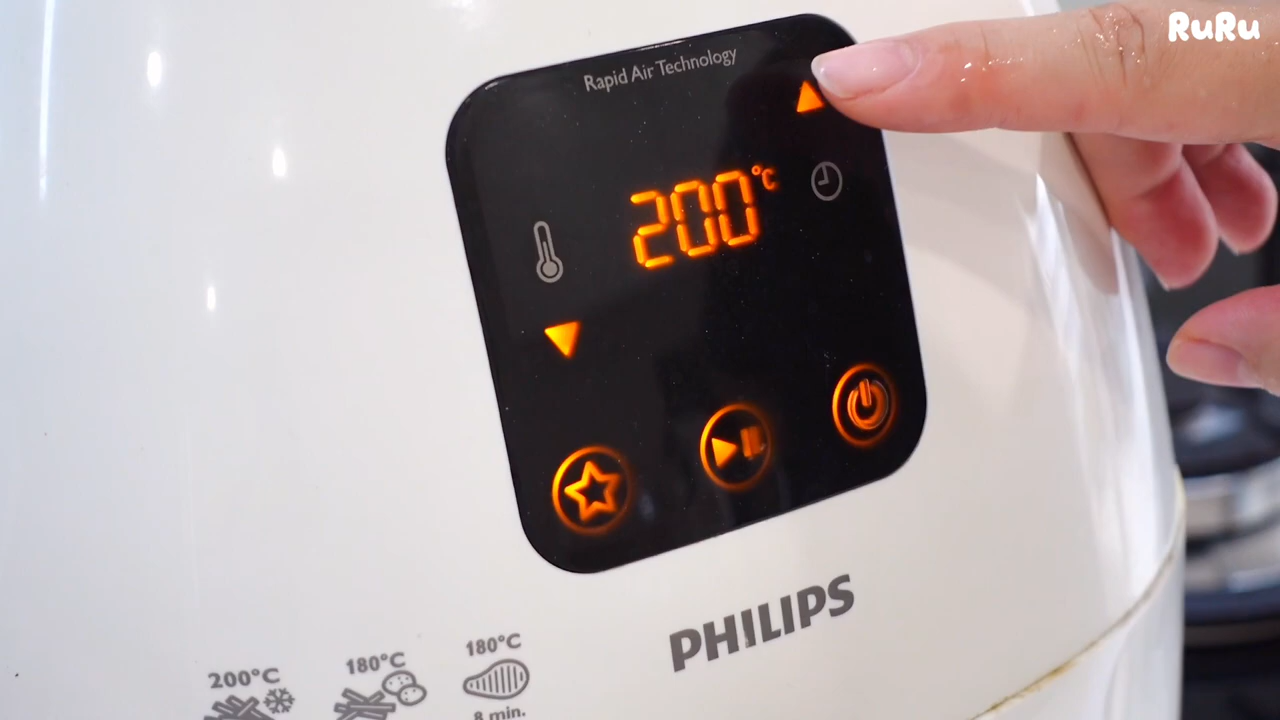 RuRu
Rapid Air Technology
200°C
PHILIPS
200°C
180°C
180°C
8 min.